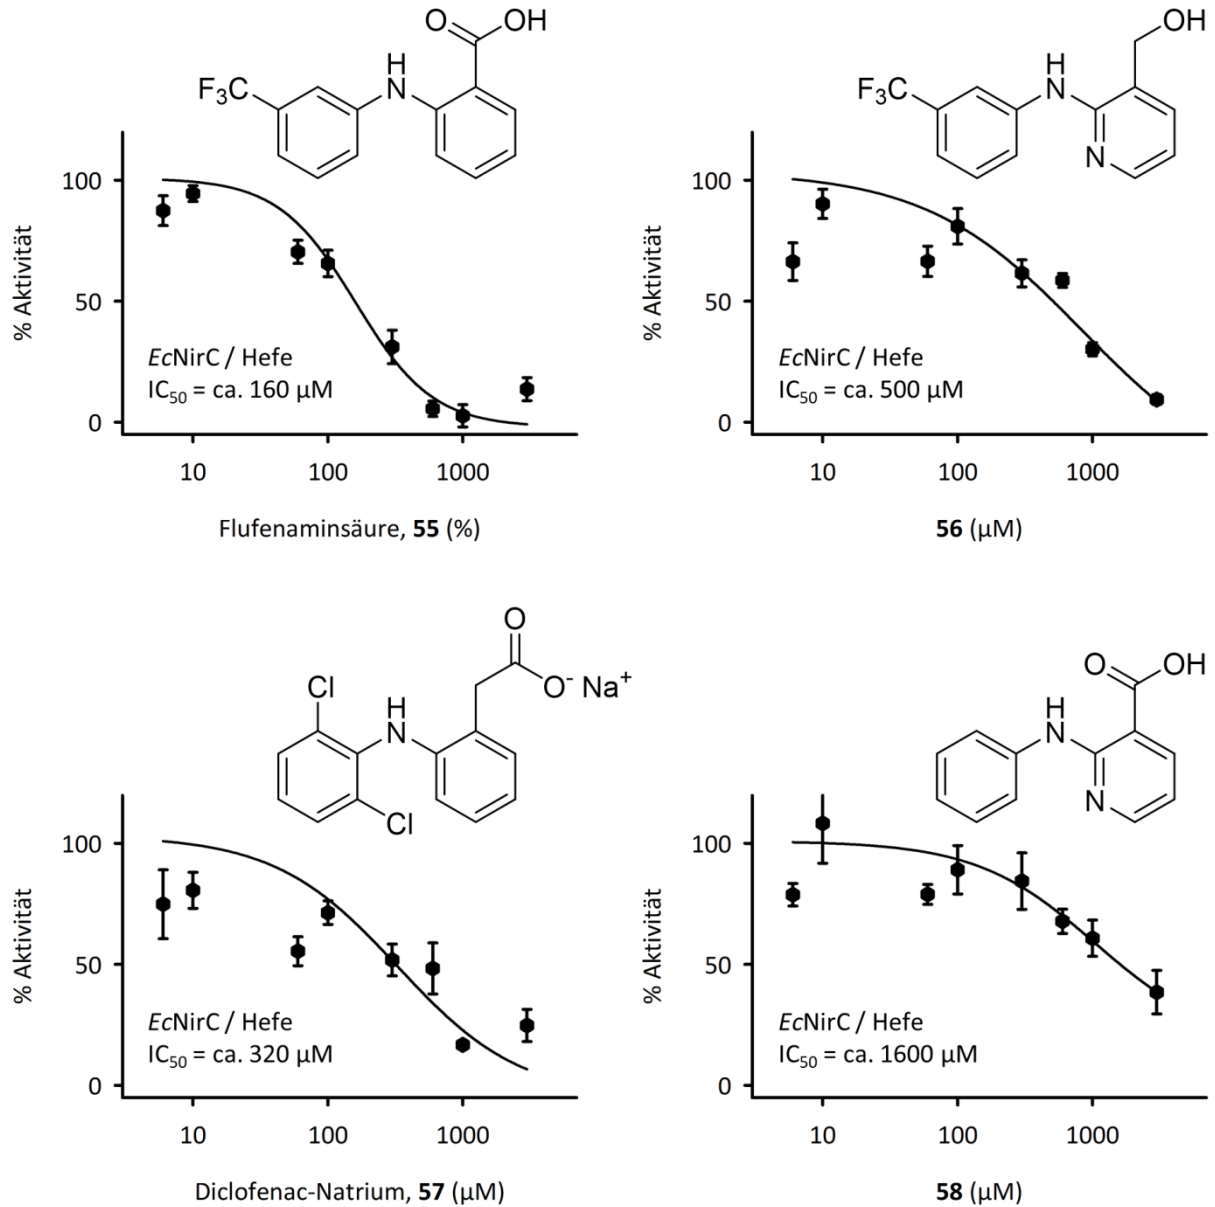 O
OH
H
N
F₃C
100
50
0
% Aktivität
EcNirC / Hefe
IC₅₀ = ca. 160 µM
10
100
1000
Flufenaminsäure, 55 (%)
OH
H
N
F₃C
N
100
50
0
% Aktivität
EcNirC / Hefe
IC₅₀ = ca. 500 µM
10
100
1000
56 (µM)
O
O⁻ Na⁺
Cl
H
N
Cl
100
50
0
% Aktivität
EcNirC / Hefe
IC₅₀ = ca. 320 µM
10
100
1000
Diclofenac-Natrium, 57 (µM)
O
OH
H
N
N
100
50
0
% Aktivität
EcNirC / Hefe
IC₅₀ = ca. 1600 µM
10
100
1000
58 (µM)